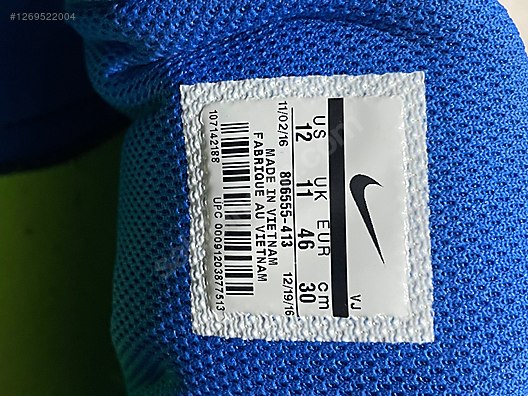 #1269522004
VJ
US UK EUR cm
12 11 46 30
11/02/16 806555-413 12/19/16
MADE IN VIETNAM
FABRIQUE AU VIETNAM
107142188
UPC 00091203877513